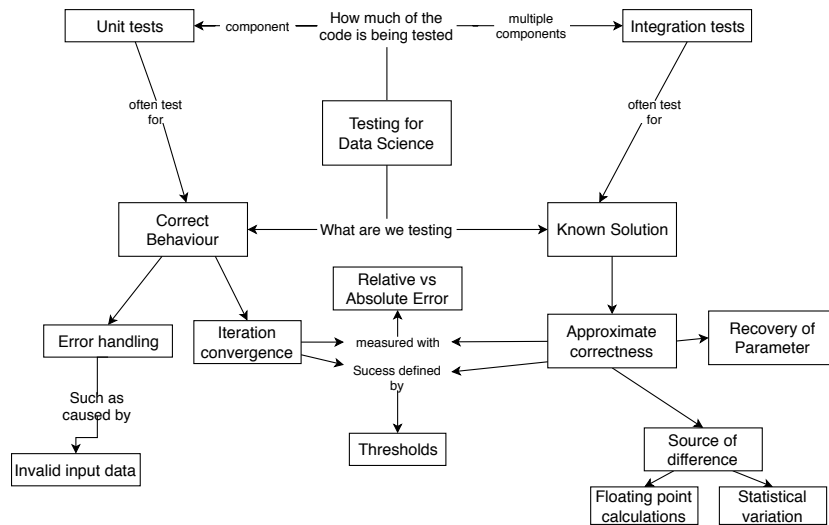 Unit tests
component
How much of the
code is being tested
multiple
components
Integration tests
often test
for
often test
for
Testing for
Data Science
Correct
Behaviour
What are we testing
Known Solution
Relative vs
Absolute Error
Error handling
Iteration
convergence
measured with
Approximate
correctness
Recovery of
Parameter
Sucess defined
by
Such as
caused by
Thresholds
Source of
difference
Invalid input data
Floating point
calculations
Statistical
variation